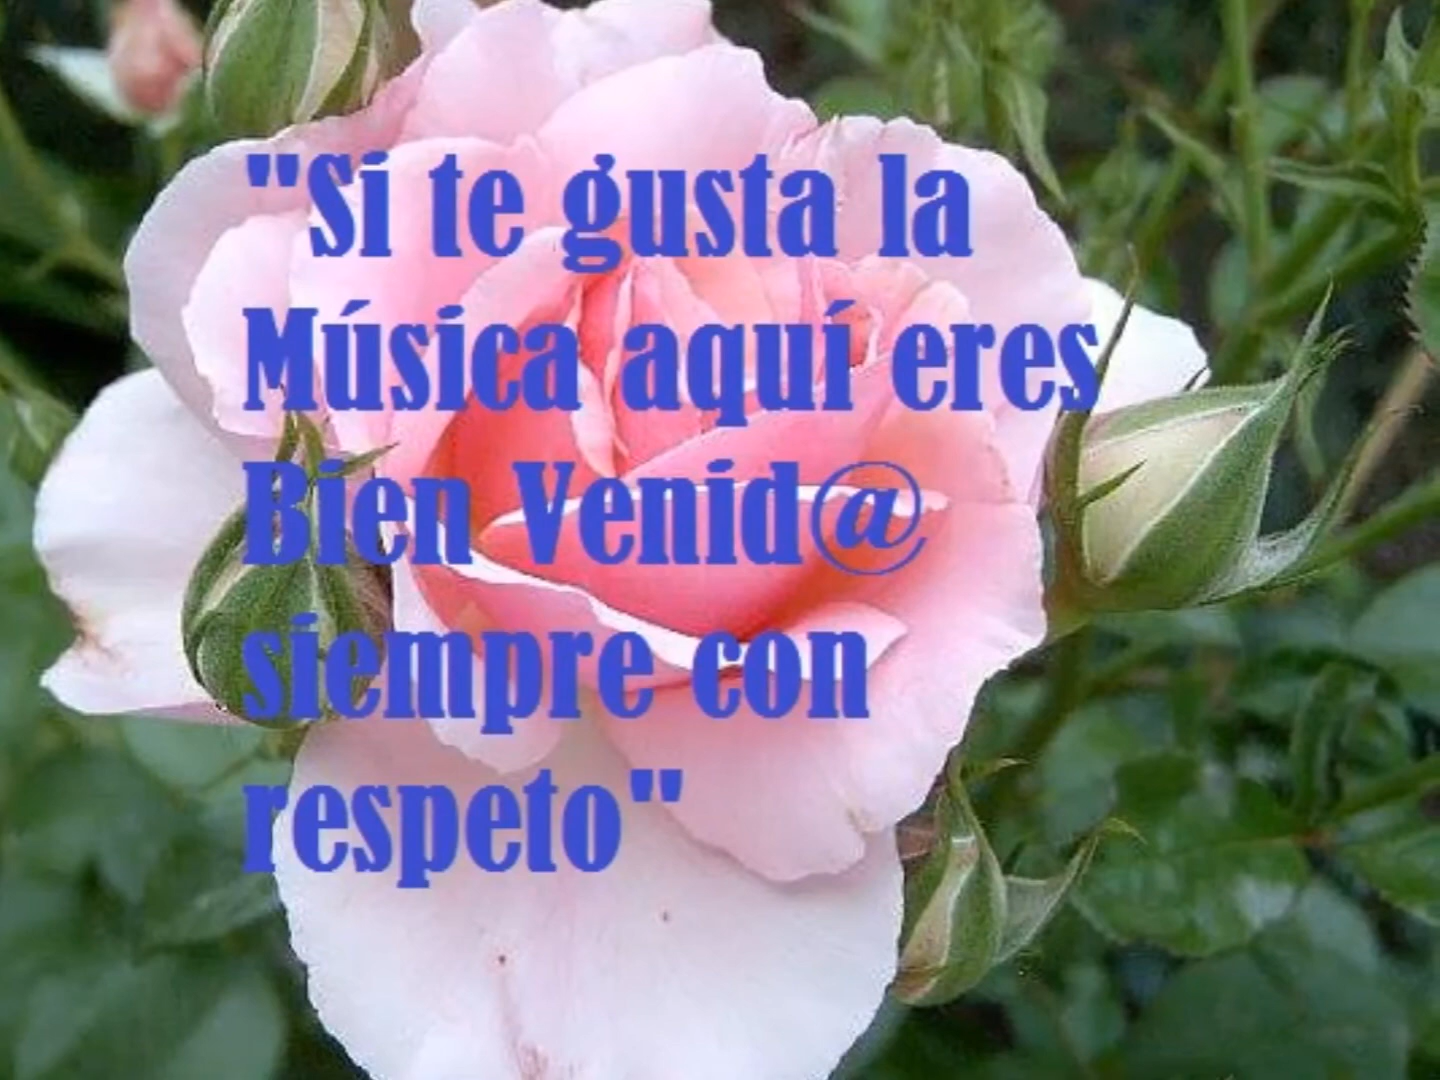 "Si te gusta la
Música aquí eres
Bien Venid@
siempre con
respeto"